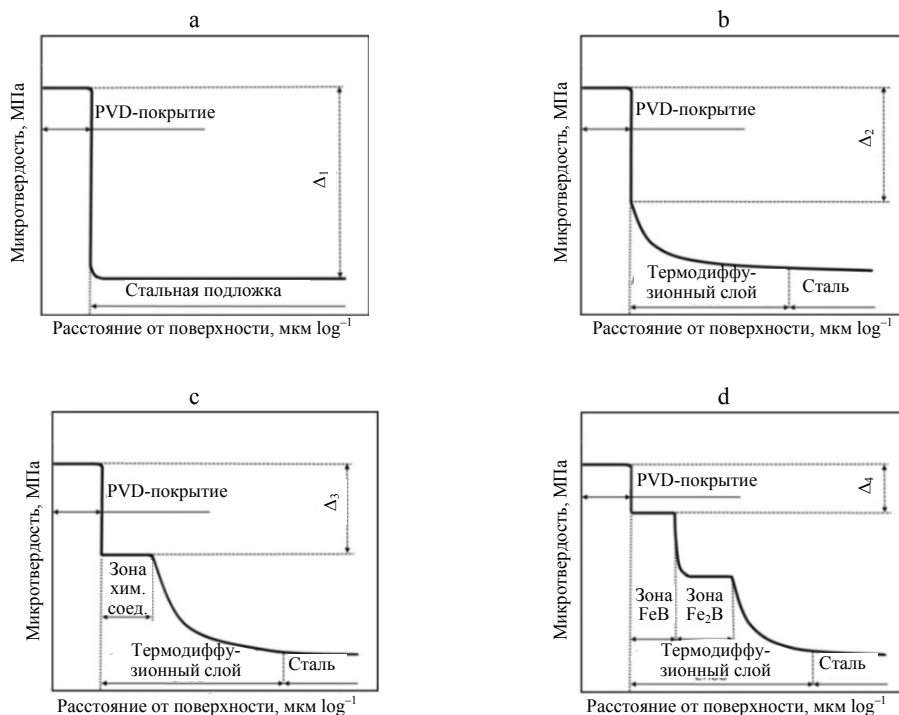 a
Микротвердость, МПа
PVD-покрытие
Δ1
Стальная подложка
Расстояние от поверхности, мкм log–1
b
Микротвердость, МПа
PVD-покрытие
Δ2
Термодиффу-
зионный слой
Сталь
Расстояние от поверхности, мкм log–1
c
Микротвердость, МПа
PVD-покрытие
Δ3
Зона
хим.
соед.
Термодиффу-
зионный слой
Сталь
Расстояние от поверхности, мкм log–1
d
Микротвердость, МПа
PVD-покрытие
Δ4
Зона
FeB
Зона
Fe2B
Термодиффу-
зионный слой
Сталь
Расстояние от поверхности, мкм log–1